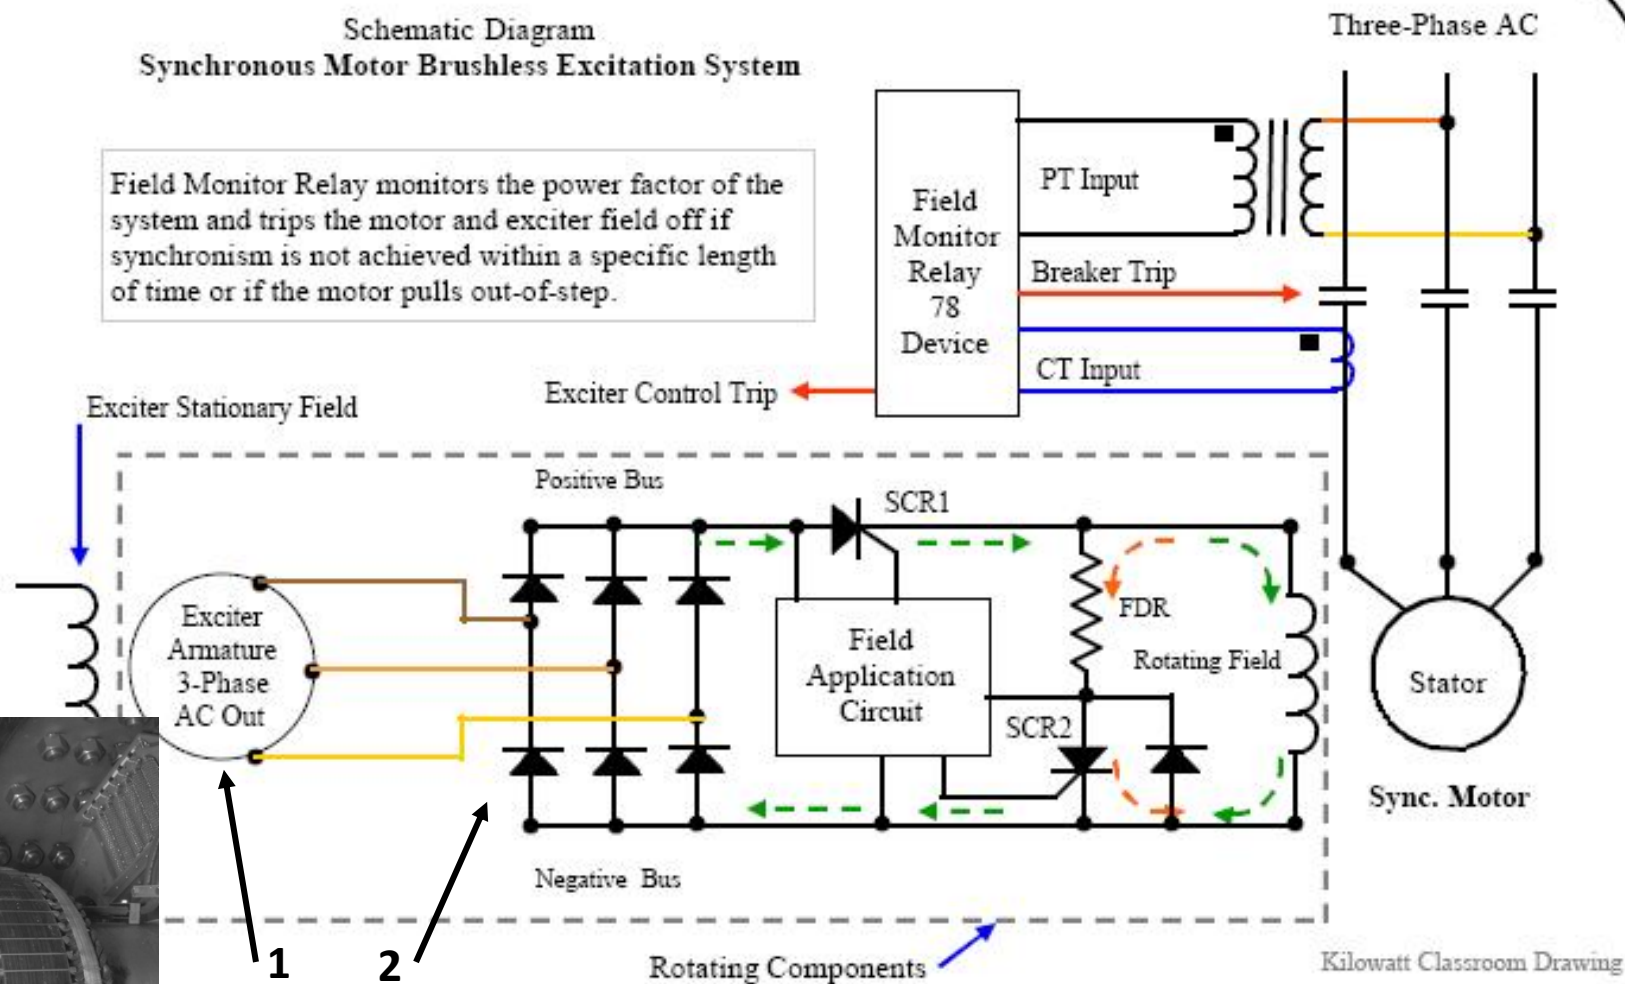 Schematic Diagram
Synchronous Motor Brushless Excitation System
Three-Phase AC
Field Monitor Relay monitors the power factor of the
system and trips the motor and exciter field off if
synchronism is not achieved within a specific length
of time or if the motor pulls out-of-step.
Field
Monitor
Relay
78
Device
PT Input
Breaker Trip
CT Input
Exciter Control Trip
Exciter Stationary Field
Positive Bus
SCR1
Exciter
Armature
3-Phase
AC Out
Field
Application
Circuit
FDR
Rotating Field
SCR2
Stator
Sync. Motor
Negative Bus
1
2
Rotating Components
Kilowatt Classroom Drawing